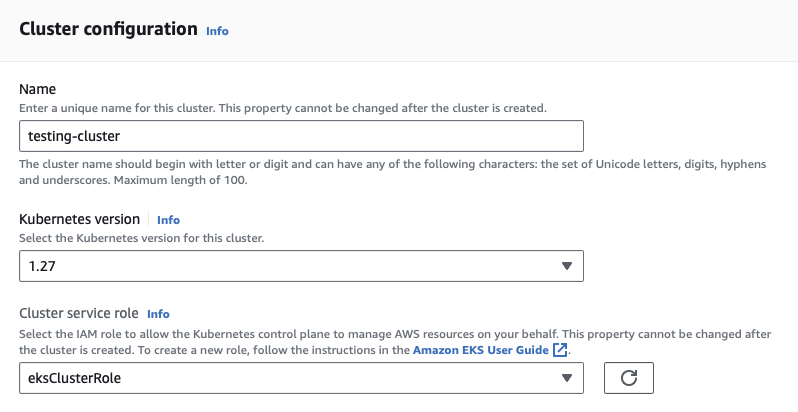 Cluster configuration Info
Name
Enter a unique name for this cluster. This property cannot be changed after the cluster is created.
testing-cluster
The cluster name should begin with letter or digit and can have any of the following characters: the set of Unicode letters, digits, hyphens
and underscores. Maximum length of 100.
Kubernetes version Info
Select the Kubernetes version for this cluster.
1.27
Cluster service role Info
Select the IAM role to allow the Kubernetes control plane to manage AWS resources on your behalf. This property cannot be changed after
the cluster is created. To create a new role, follow the instructions in the Amazon EKS User Guide.
eksClusterRole